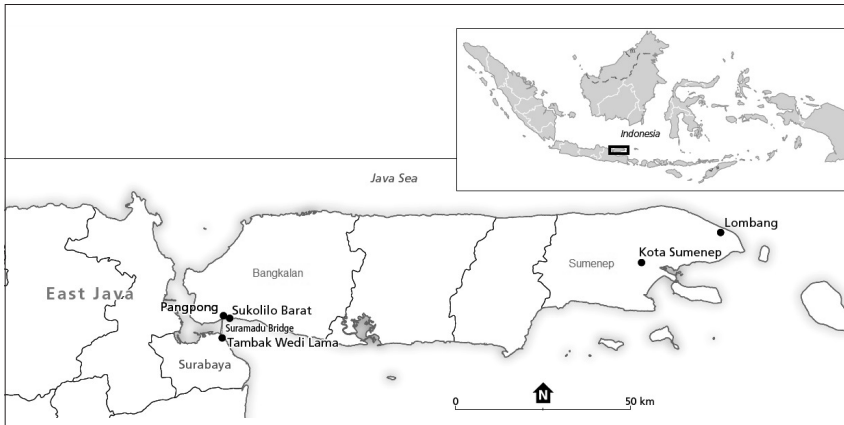 Indonesia
Java Sea
Lombang
Kota Sumenep
Sumenep
Bangkalan
East Java
Pangpong
Sukolilo Barat
Suramadu Bridge
Tambak Wedi Lama
Surabaya
N
0 50 km